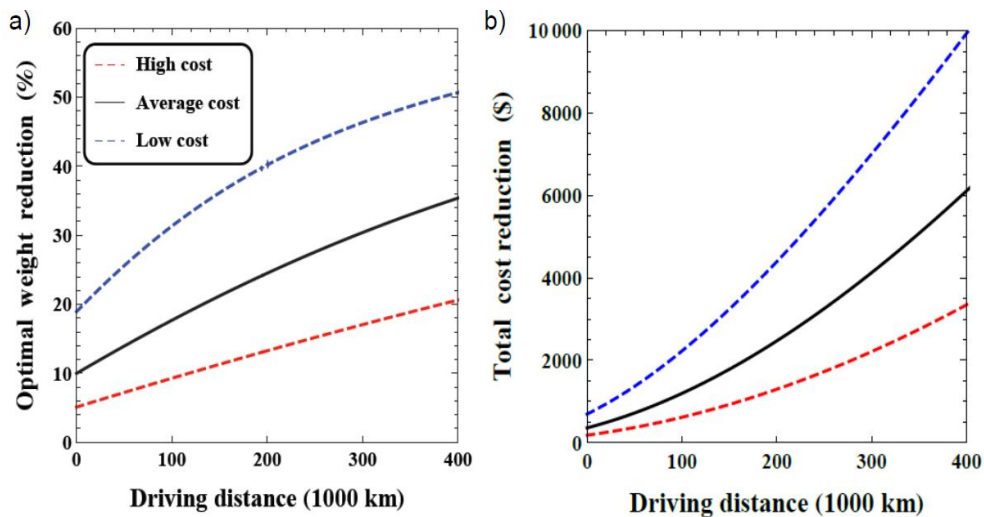 a)
Optimal weight reduction (%)
60
50
40
30
20
10
0
High cost
Average cost
Low cost
0 100 200 300 400
Driving distance (1000 km)
b)
Total cost reduction ($)
10 000
8000
6000
4000
2000
0
0 100 200 300 400
Driving distance (1000 km)